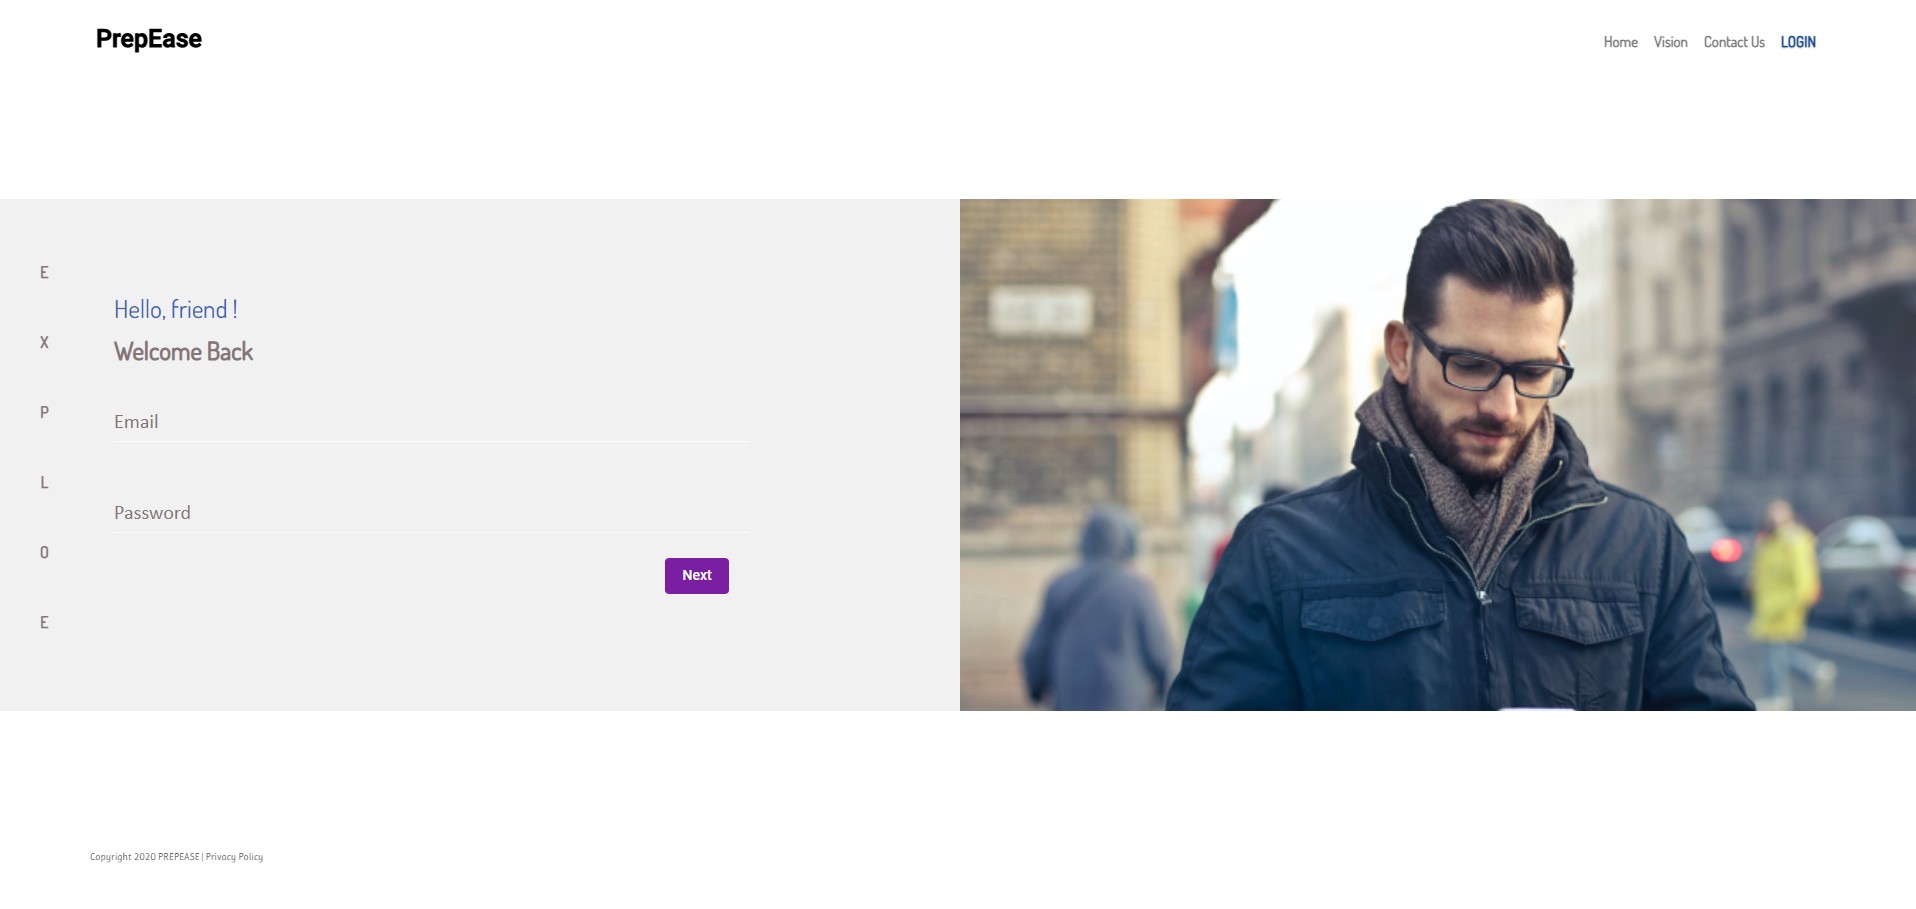 PrepEase
Home Vision Contact Us LOGIN
E
X
P
L
O
E
Hello, friend !
Welcome Back
Email
Password
Next
Copyright 2020 PREPEASE | Privacy Policy